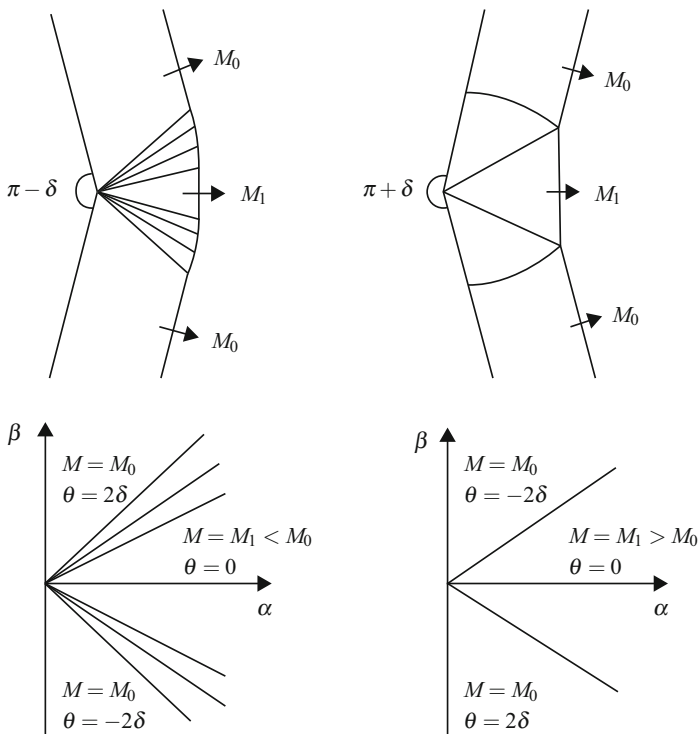 M₀
π − δ
M₁
M₀
M₀
π + δ
M₁
M₀
β
M = M₀
θ = 2δ
M = M₁ < M₀
θ = 0
α
M = M₀
θ = −2δ
β
M = M₀
θ = −2δ
M = M₁ > M₀
θ = 0
α
M = M₀
θ = 2δ